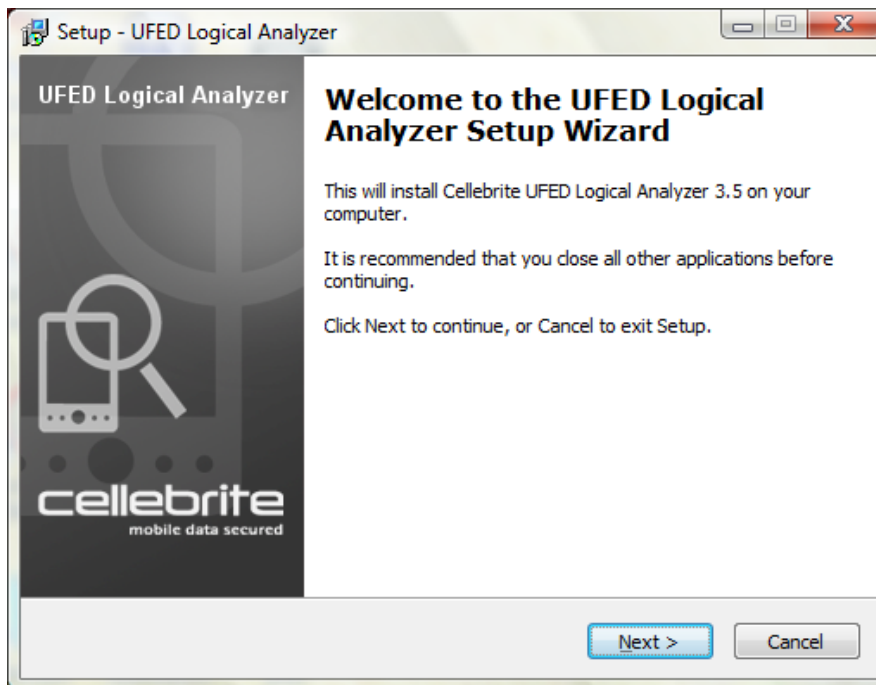 Setup - UFED Logical Analyzer
UFED Logical Analyzer
Welcome to the UFED Logical
Analyzer Setup Wizard
This will install Cellebrite UFED Logical Analyzer 3.5 on your
computer.
It is recommended that you close all other applications before
continuing.
Click Next to continue, or Cancel to exit Setup.
cellebrite
mobile data secured
Next >
Cancel